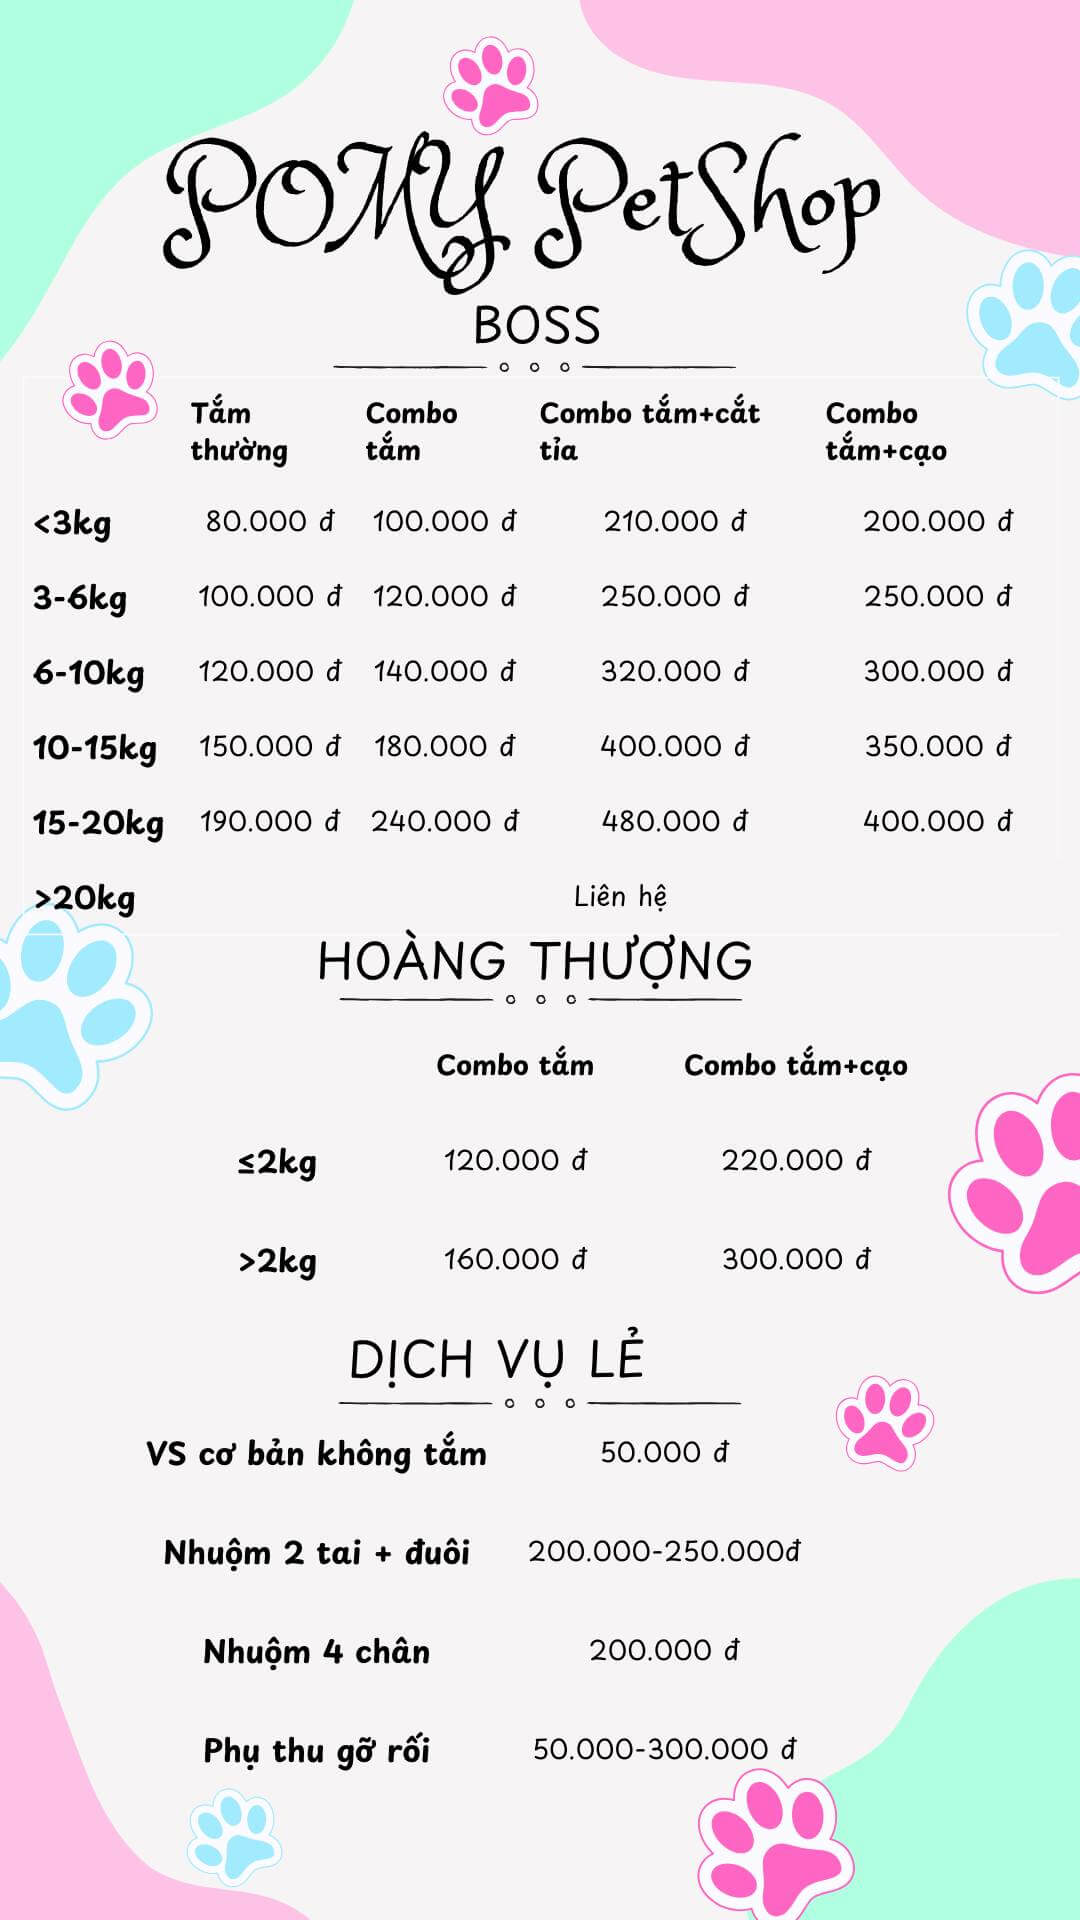 POMY PetShop
BOSS
Tắm thường Combo tắm Combo tắm+cắt tỉa Combo tắm+cạo
<3kg 80.000 đ 100.000 đ 210.000 đ 200.000 đ
3-6kg 100.000 đ 120.000 đ 250.000 đ 250.000 đ
6-10kg 120.000 đ 140.000 đ 320.000 đ 300.000 đ
10-15kg 150.000 đ 180.000 đ 400.000 đ 350.000 đ
15-20kg 190.000 đ 240.000 đ 480.000 đ 400.000 đ
>20kg Liên hệ
HOÀNG THƯỢNG
Combo tắm Combo tắm+cạo
≤2kg 120.000 đ 220.000 đ
>2kg 160.000 đ 300.000 đ
DỊCH VỤ LẺ
VS cơ bản không tắm 50.000 đ
Nhuộm 2 tai + đuôi 200.000-250.000đ
Nhuộm 4 chân 200.000 đ
Phụ thu gỡ rối 50.000-300.000 đ